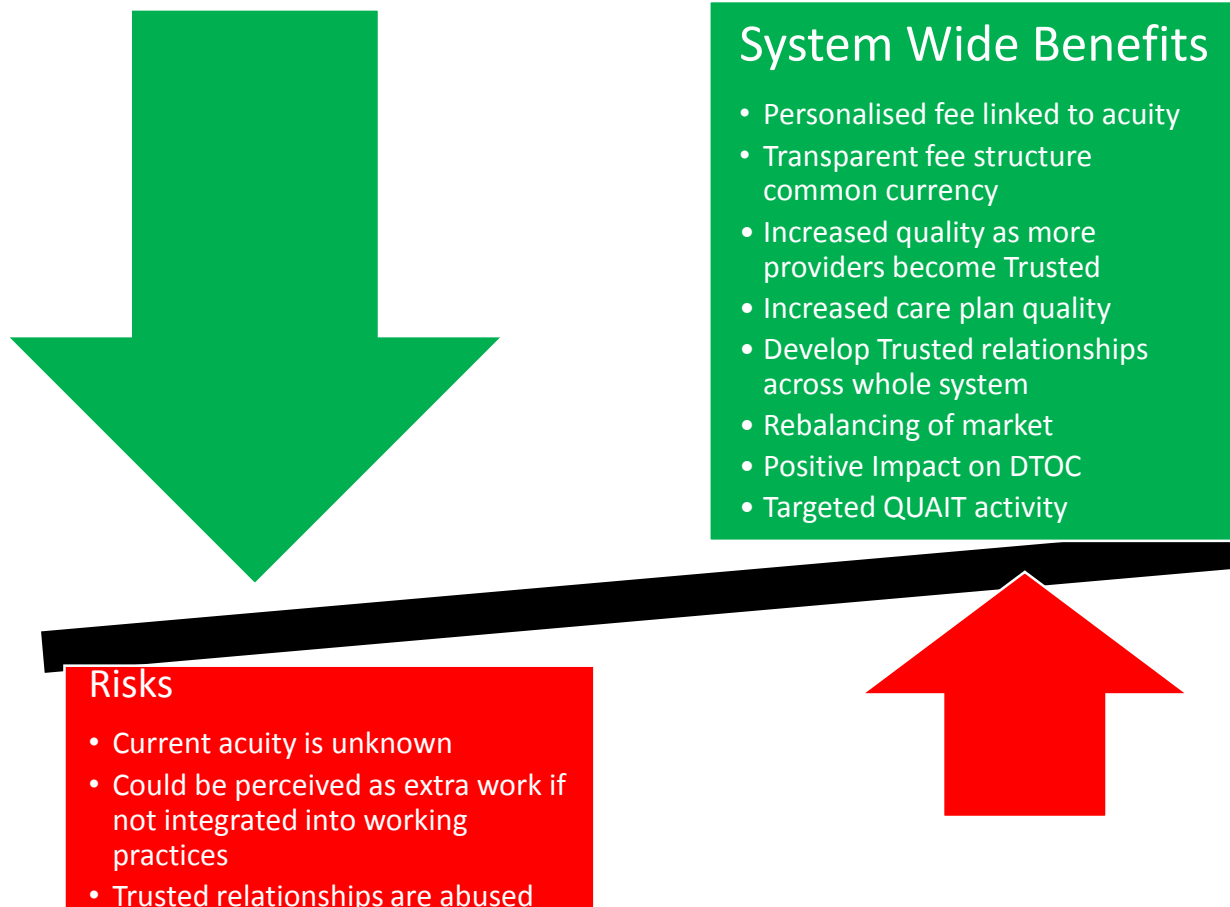 System Wide Benefits
• Personalised fee linked to acuity
• Transparent fee structure
common currency
• Increased quality as more
providers become Trusted
• Increased care plan quality
• Develop Trusted relationships
across whole system
• Rebalancing of market
• Positive Impact on DTOC
• Targeted QUAIT activity
Risks
• Current acuity is unknown
• Could be perceived as extra work if
not integrated into working
practices
• Trusted relationships are abused